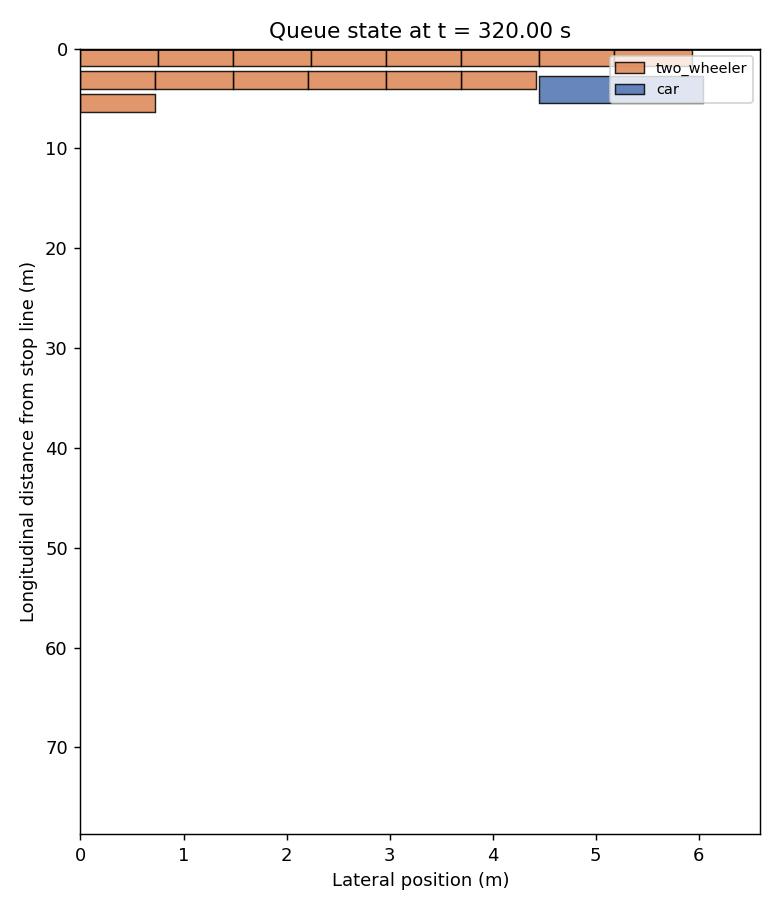 Queue state at t = 320.00 s
two_wheeler
car
0
10
20
30
40
50
60
70
Longitudinal distance from stop line (m)
0 1 2 3 4 5 6
Lateral position (m)